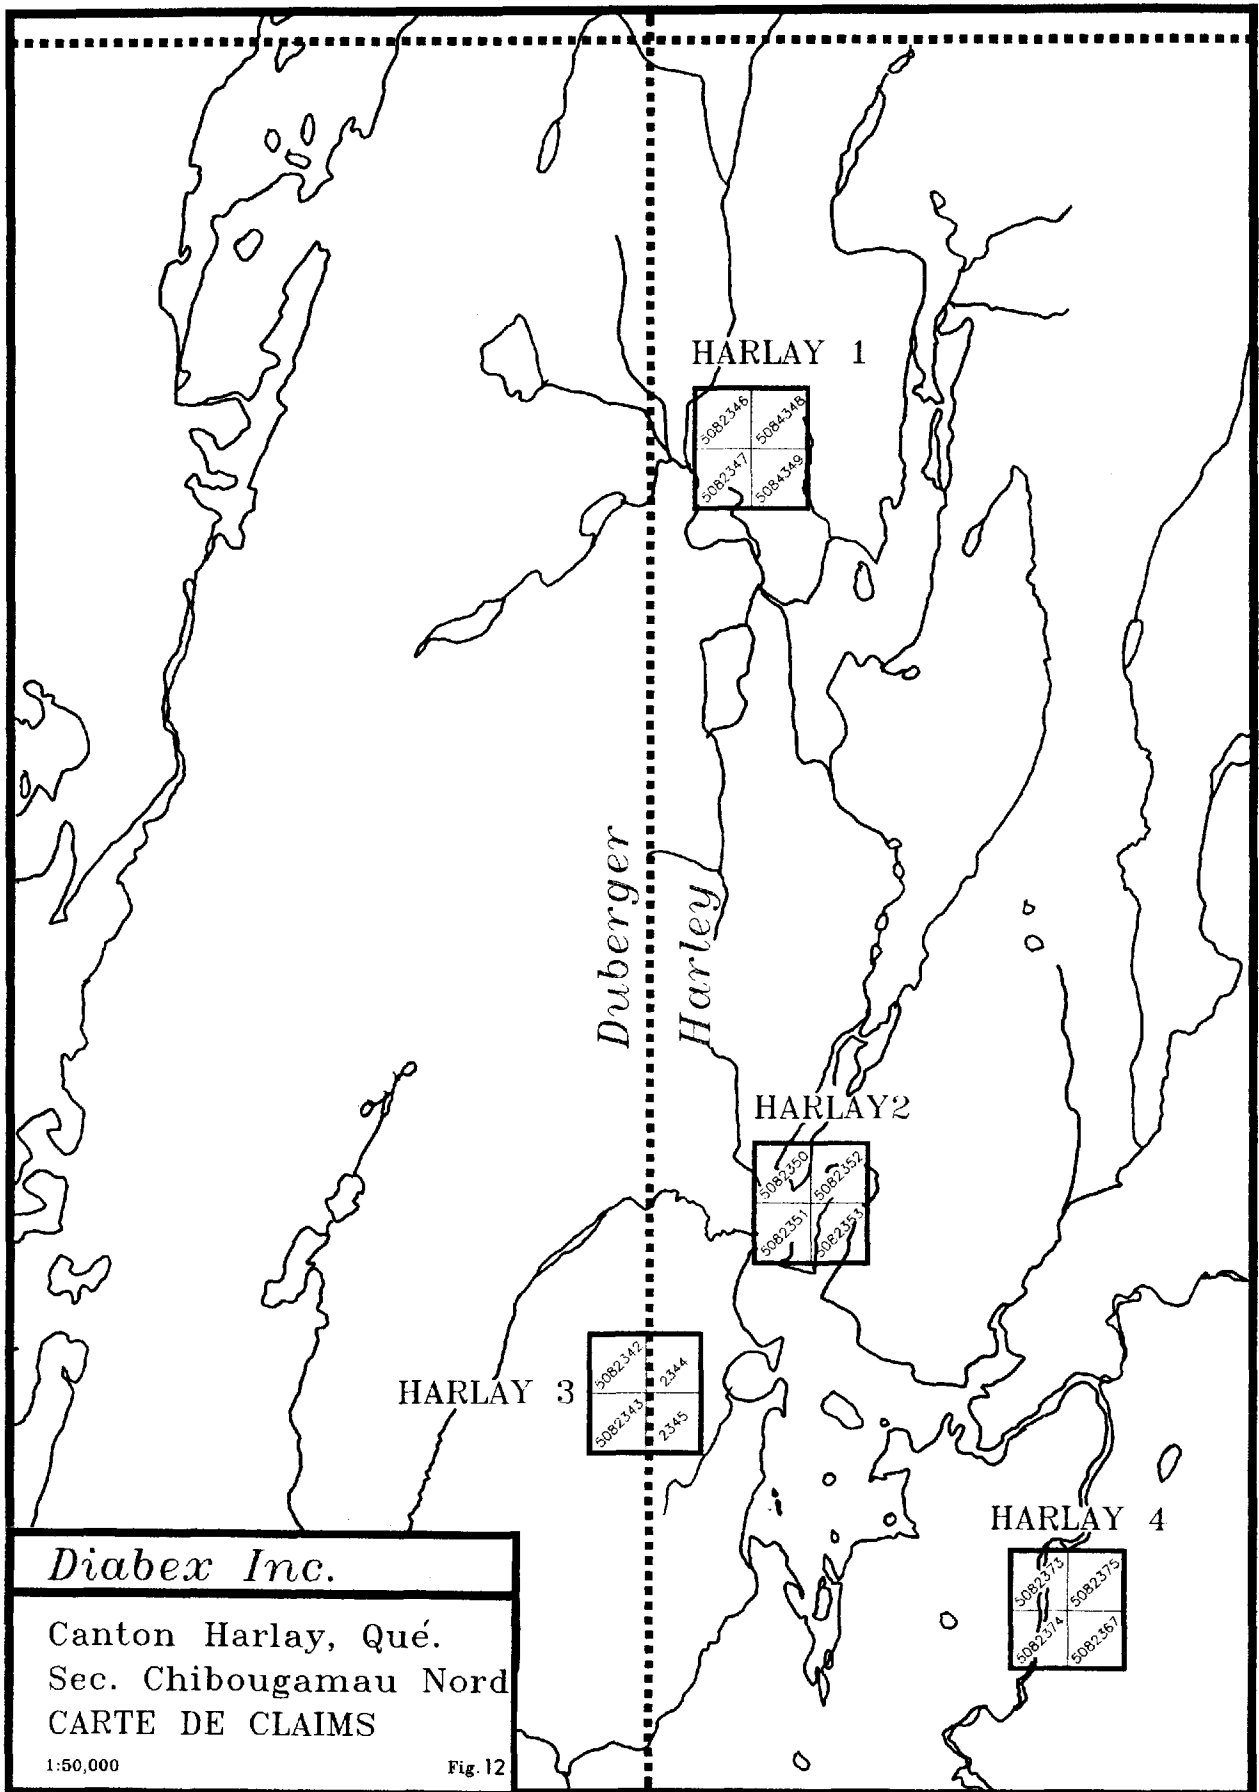 HARLAY 1
5082346
5084348
5082347
5084349
Duberger
Harley
HARLAY2
5082350
5082352
5082351
5082353
HARLAY 3
5082342
2344
5082343
2345
HARLAY 4
5082373
5082375
5082374
5082367
Diabex Inc.
Canton Harlay, Qué.
Sec. Chibougamau Nord
CARTE DE CLAIMS
1:50,000
Fig. 12